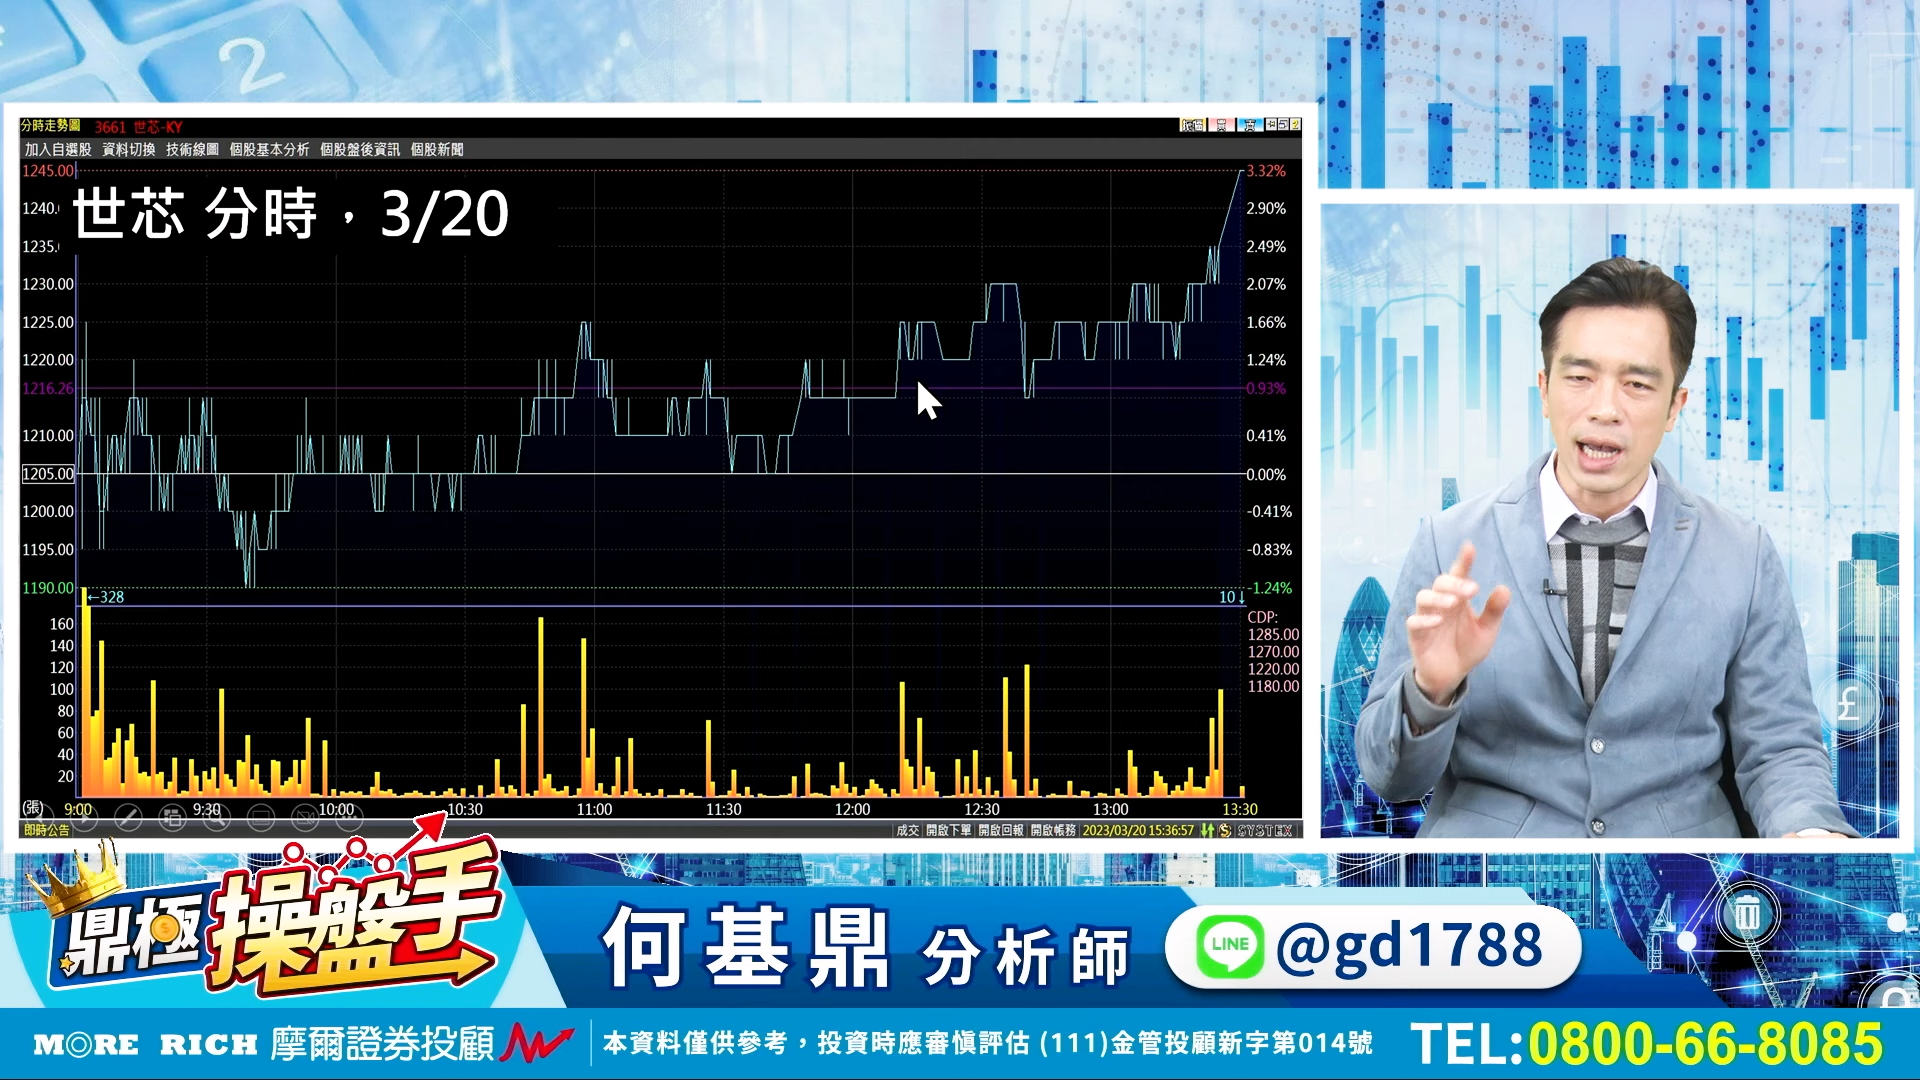 分時走勢圖 3661 世芯-KY
加入自選股 資料切換 技術線圖 個股基本分析 個股盤後資訊 個股新聞
世芯 分時，3/20
1245.00 3.32%
1240. 2.90%
1235. 2.49%
1230.00 2.07%
1225.00 1.66%
1220.00 1.24%
1216.26 0.93%
1210.00 0.41%
1205.00 0.00%
1200.00 -0.41%
1195.00 -0.83%
1190.00 -1.24%
←328 10↓
CDP:
1285.00
1270.00
1220.00
1180.00
160
140
120
100
80
60
40
20
(張) 9:00 9:30 10:00 10:30 11:00 11:30 12:00 12:30 13:00 13:30
即時公告 成交 開啟下單 開啟回報 開啟帳務 2023/03/20 15:36:57 SYSTEX
鼎極操盤手
何基鼎 分析師 LINE @gd1788
MORE RICH 摩爾證券投顧 本資料僅供參考，投資時應審慎評估 (111)金管投顧新字第014號 TEL:0800-66-8085